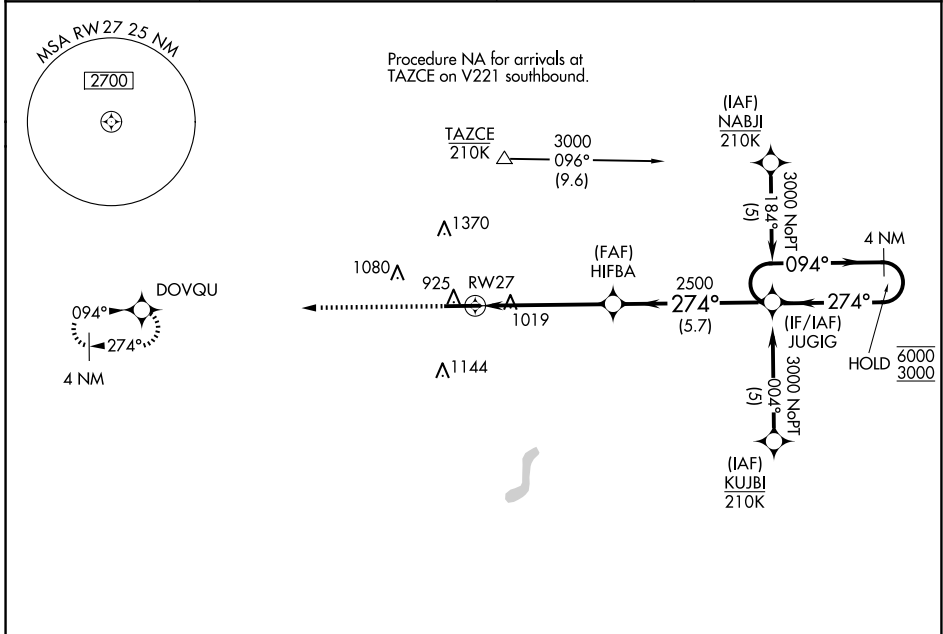 MSA RW27 25 NM
2700
Procedure NA for arrivals at
TAZCE on V221 southbound.
TAZCE
210K
3000
096°
(9.6)
(IAF)
NABJI
210K
3000 NoPT
184°
(5)
1370
1080
925
RW27
1019
1144
(FAF)
HIFBA
2500
274°
(5.7)
094°
4 NM
274°
(IF/IAF)
JUGIG
HOLD
6000
3000
DOVQU
094°
274°
4 NM
3000 NoPT
004°
(5)
(IAF)
KUJBI
210K